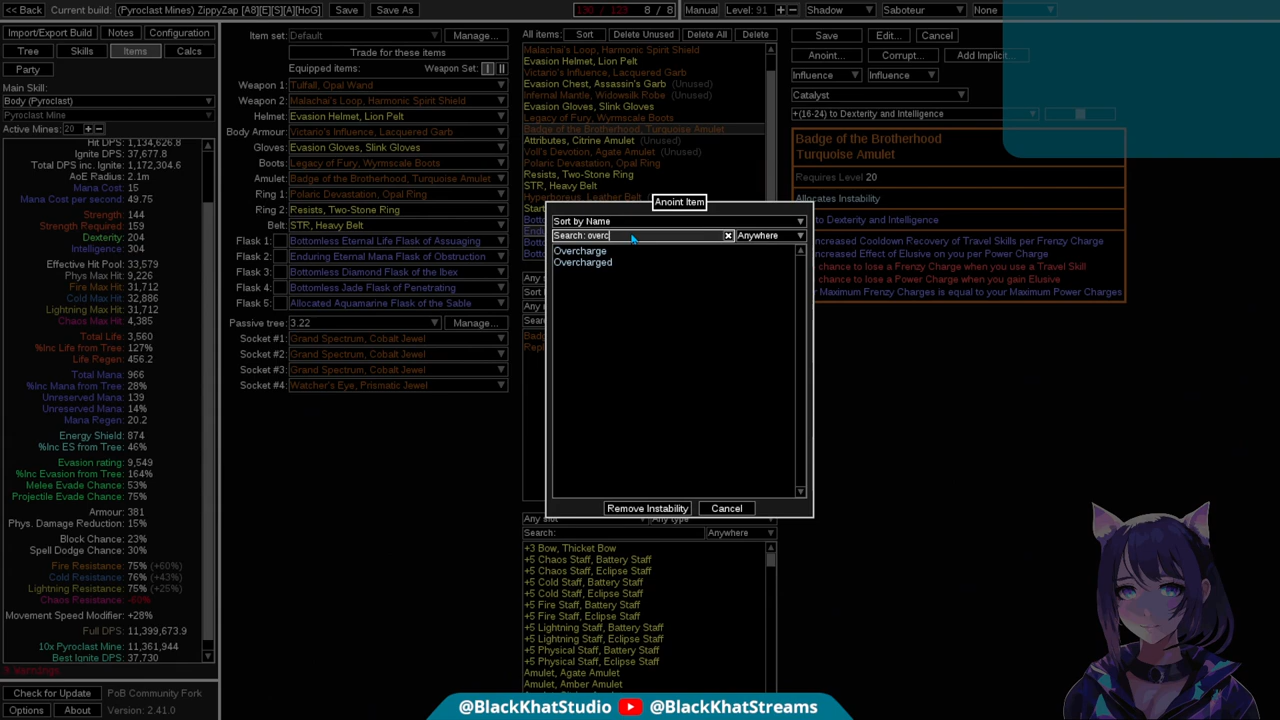 << Back
Current build: (Pyroclast Mines) ZippyZap [A8][E][S][A][HoG]
Save
Save As
130 / 123 8 / 8
Manual
Level: 91
Shadow
Saboteur
None
Import/Export Build
Notes
Configuration
Tree
Skills
Items
Calcs
Party
Main Skill:
Body (Pyroclast)
Pyroclast Mine
Active Mines: 20
Hit DPS: 1,134,626.8
Ignite DPS: 37,677.8
Total DPS inc. Ignite: 1,172,304.6
AoE Radius: 2.1m
Mana Cost: 15
Mana Cost per second: 49.75
Strength: 144
Strength Required: 159
Dexterity: 204
Intelligence: 304
Effective Hit Pool: 33,579
Phys Max Hit: 9,226
Fire Max Hit: 31,712
Cold Max Hit: 32,886
Lightning Max Hit: 31,712
Chaos Max Hit: 4,385
Total Life: 3,560
%Inc Life from Tree: 127%
Life Regen: 456.2
Total Mana: 966
%Inc Mana from Tree: 28%
Unreserved Mana: 139
Unreserved Mana: 14%
Mana Regen: 20.2
Energy Shield: 874
%Inc ES from Tree: 46%
Evasion rating: 9,549
%Inc Evasion from Tree: 164%
Melee Evade Chance: 53%
Projectile Evade Chance: 75%
Armour: 381
Phys. Damage Reduction: 15%
Block Chance: 23%
Spell Dodge Chance: 30%
Fire Resistance: 75% (+60%)
Cold Resistance: 76% (+43%)
Lightning Resistance: 75% (+25%)
Chaos Resistance: -60%
Movement Speed Modifier: +28%
Full DPS: 11,399,673.9
10x Pyroclast Mine: 11,361,944
Best Ignite DPS: 37,730
3 Warnings
Check for Update
PoB Community Fork
Options
About
Version: 2.41.0
Item set: Default
Manage...
Trade for these items
Equipped items:
Weapon Set: I II
Weapon 1: Tulfall, Opal Wand
Weapon 2: Malachai's Loop, Harmonic Spirit Shield
Helmet: Evasion Helmet, Lion Pelt
Body Armour: Victario's Influence, Lacquered Garb
Gloves: Evasion Gloves, Slink Gloves
Boots: Legacy of Fury, Wyrmscale Boots
Amulet: Badge of the Brotherhood, Turquoise Amulet
Ring 1: Polaric Devastation, Opal Ring
Ring 2: Resists, Two-Stone Ring
Belt: STR, Heavy Belt
Flask 1: Bottomless Eternal Life Flask of Assuaging
Flask 2: Enduring Eternal Mana Flask of Obstruction
Flask 3: Bottomless Diamond Flask of the Ibex
Flask 4: Bottomless Jade Flask of Penetrating
Flask 5: Allocated Aquamarine Flask of the Sable
Passive tree: 3.22
Manage...
Socket #1: Grand Spectrum, Cobalt Jewel
Socket #2: Grand Spectrum, Cobalt Jewel
Socket #3: Grand Spectrum, Cobalt Jewel
Socket #4: Watcher's Eye, Prismatic Jewel
All items:
Sort
Delete Unused
Delete All
Delete
Malachai's Loop, Harmonic Spirit Shield
Evasion Helmet, Lion Pelt
Victario's Influence, Lacquered Garb
Evasion Chest, Assassin's Garb (Unused)
Infernal Mantle, Widowsilk Robe (Unused)
Evasion Gloves, Slink Gloves
Legacy of Fury, Wyrmscale Boots
Badge of the Brotherhood, Turquoise Amulet
Attributes, Citrine Amulet (Unused)
Voll's Devotion, Agate Amulet (Unused)
Polaric Devastation, Opal Ring
Resists, Two-Stone Ring
STR, Heavy Belt
Anoint Item
Sort by Name
Search: overc
Anywhere
Overcharge
Overcharged
Remove Instability
Cancel
Any slot
Any type
Search:
Anywhere
+3 Bow, Thicket Bow
+5 Chaos Staff, Battery Staff
+5 Chaos Staff, Eclipse Staff
+5 Cold Staff, Battery Staff
+5 Cold Staff, Eclipse Staff
+5 Fire Staff, Battery Staff
+5 Fire Staff, Eclipse Staff
+5 Lightning Staff, Battery Staff
+5 Lightning Staff, Eclipse Staff
+5 Physical Staff, Battery Staff
+5 Physical Staff, Eclipse Staff
Amulet, Agate Amulet
Amulet, Amber Amulet
Save
Edit...
Cancel
Anoint...
Corrupt...
Add Implicit...
Influence
Influence
Catalyst
+(16-24) to Dexterity and Intelligence
Badge of the Brotherhood
Turquoise Amulet
Requires Level 20
Allocates Instability
to Dexterity and Intelligence
increased Cooldown Recovery of Travel Skills per Frenzy Charge
increased Effect of Elusive on you per Power Charge
chance to lose a Frenzy Charge when you use a Travel Skill
chance to lose a Power Charge when you gain Elusive
Maximum Frenzy Charges is equal to your Maximum Power Charges
@BlackKhatStudio
@BlackKhatStreams